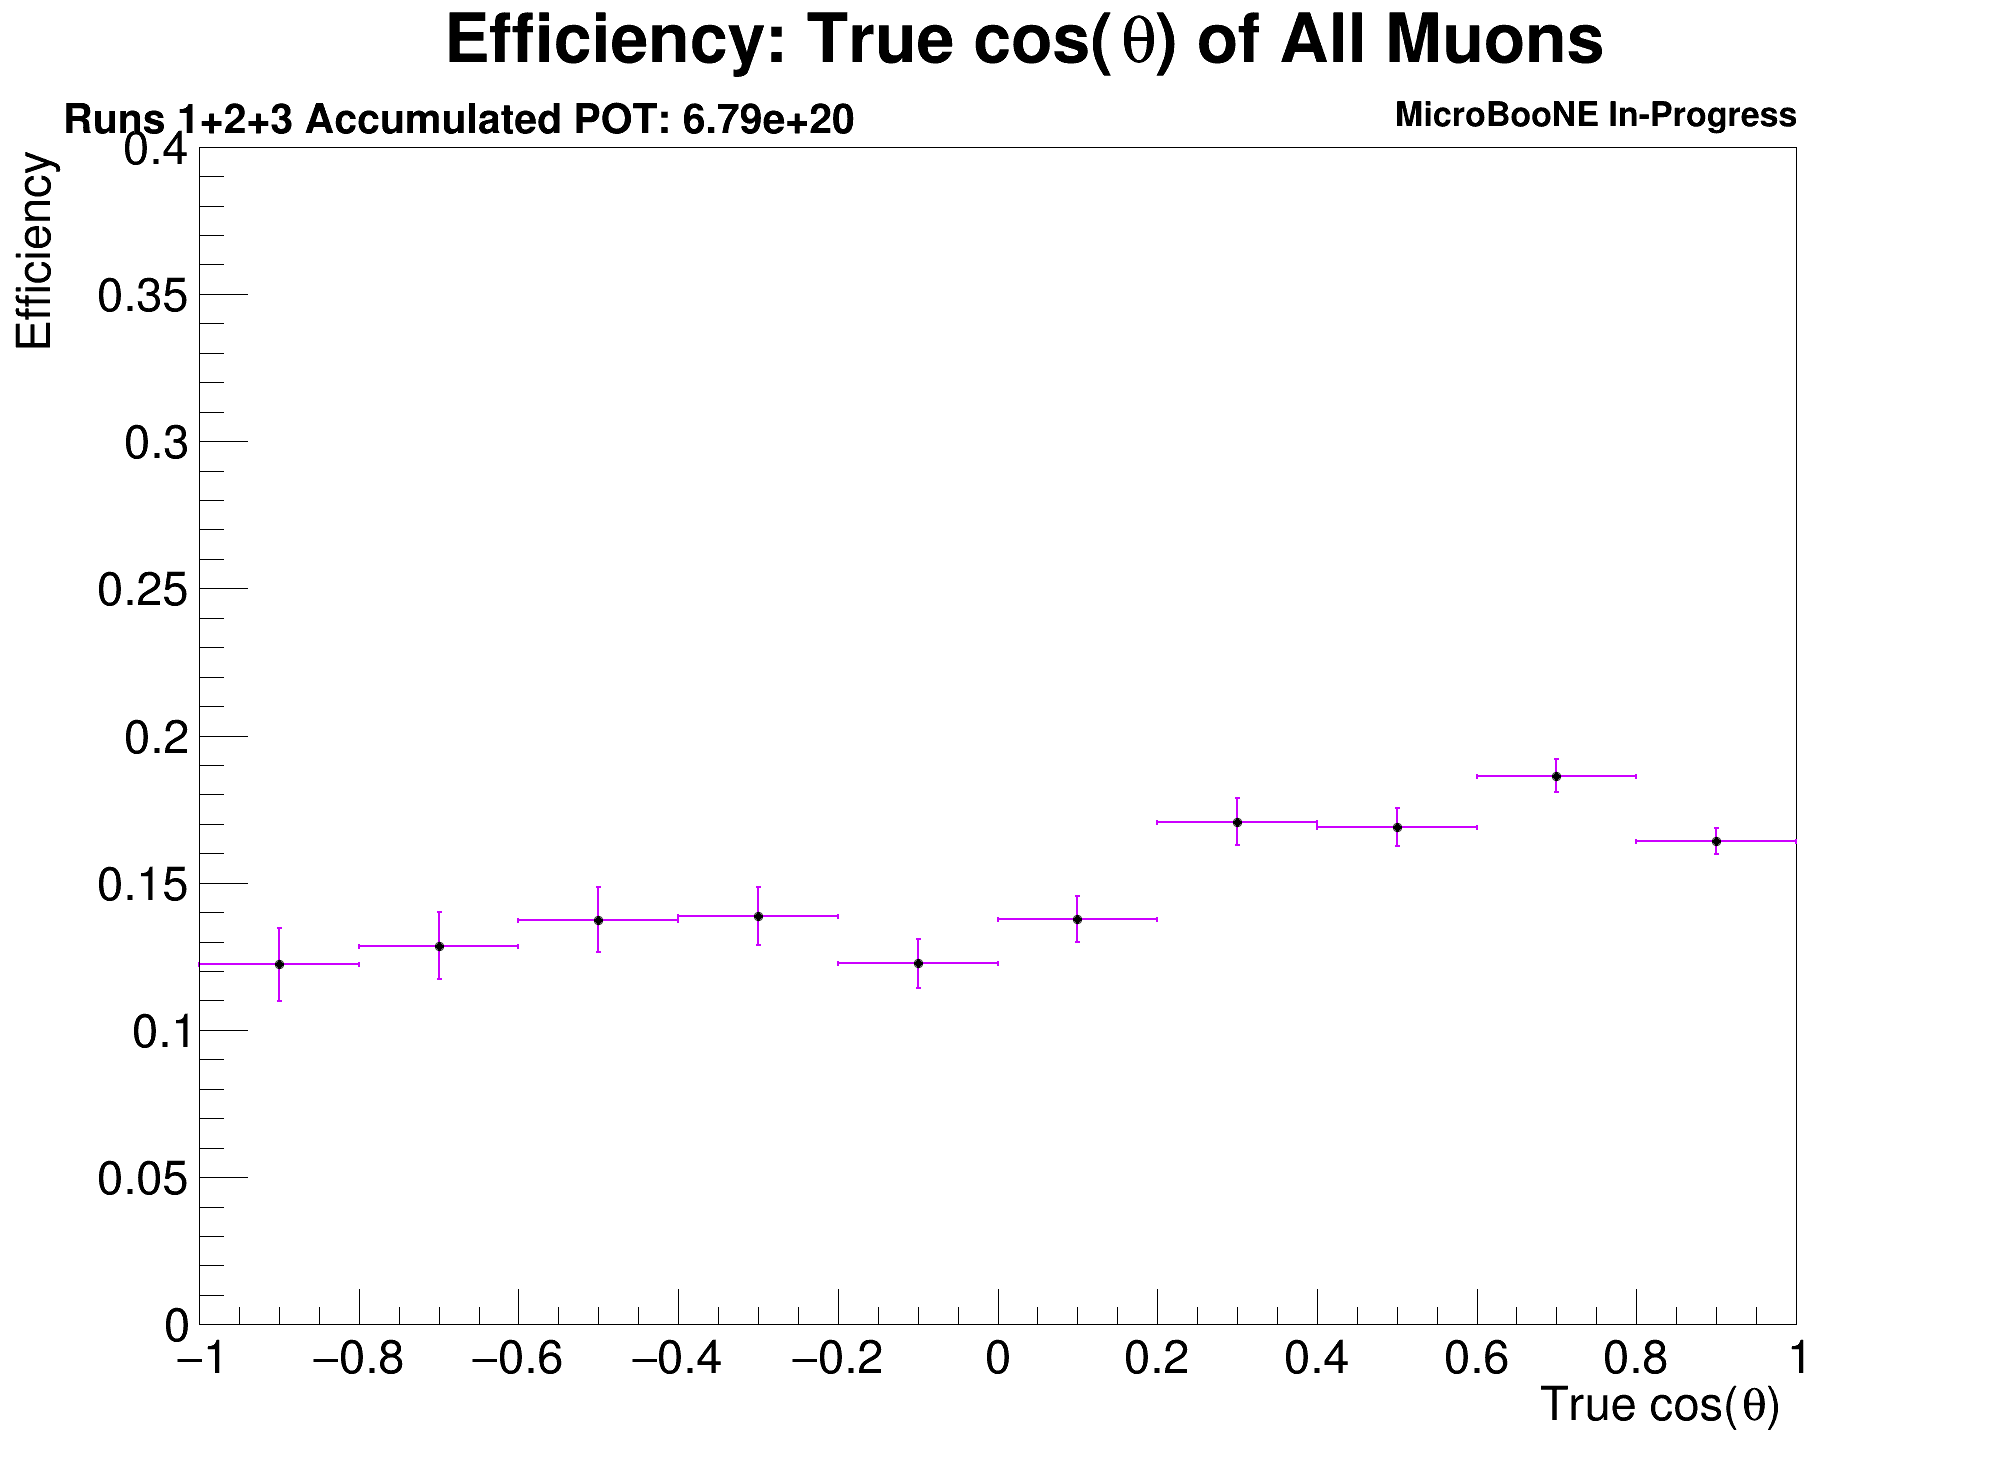 Efficiency: True cos(θ) of All Muons
Runs 1+2+3 Accumulated POT: 6.79e+20
MicroBooNE In-Progress
Efficiency
0.4
0.35
0.3
0.25
0.2
0.15
0.1
0.05
0
−1 −0.8 −0.6 −0.4 −0.2 0 0.2 0.4 0.6 0.8 1
True cos(θ)